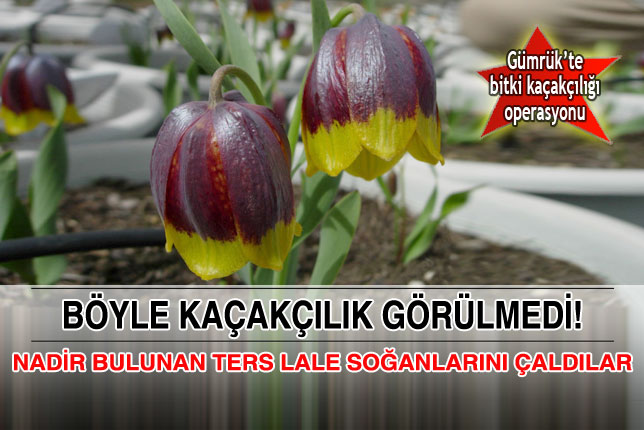 Gümrük'te
bitki kaçakçılığı
operasyonu
BÖYLE KAÇAKÇILIK GÖRÜLMEDİ!
NADİR BULUNAN TERS LALE SOĞANLARINI ÇALDILAR